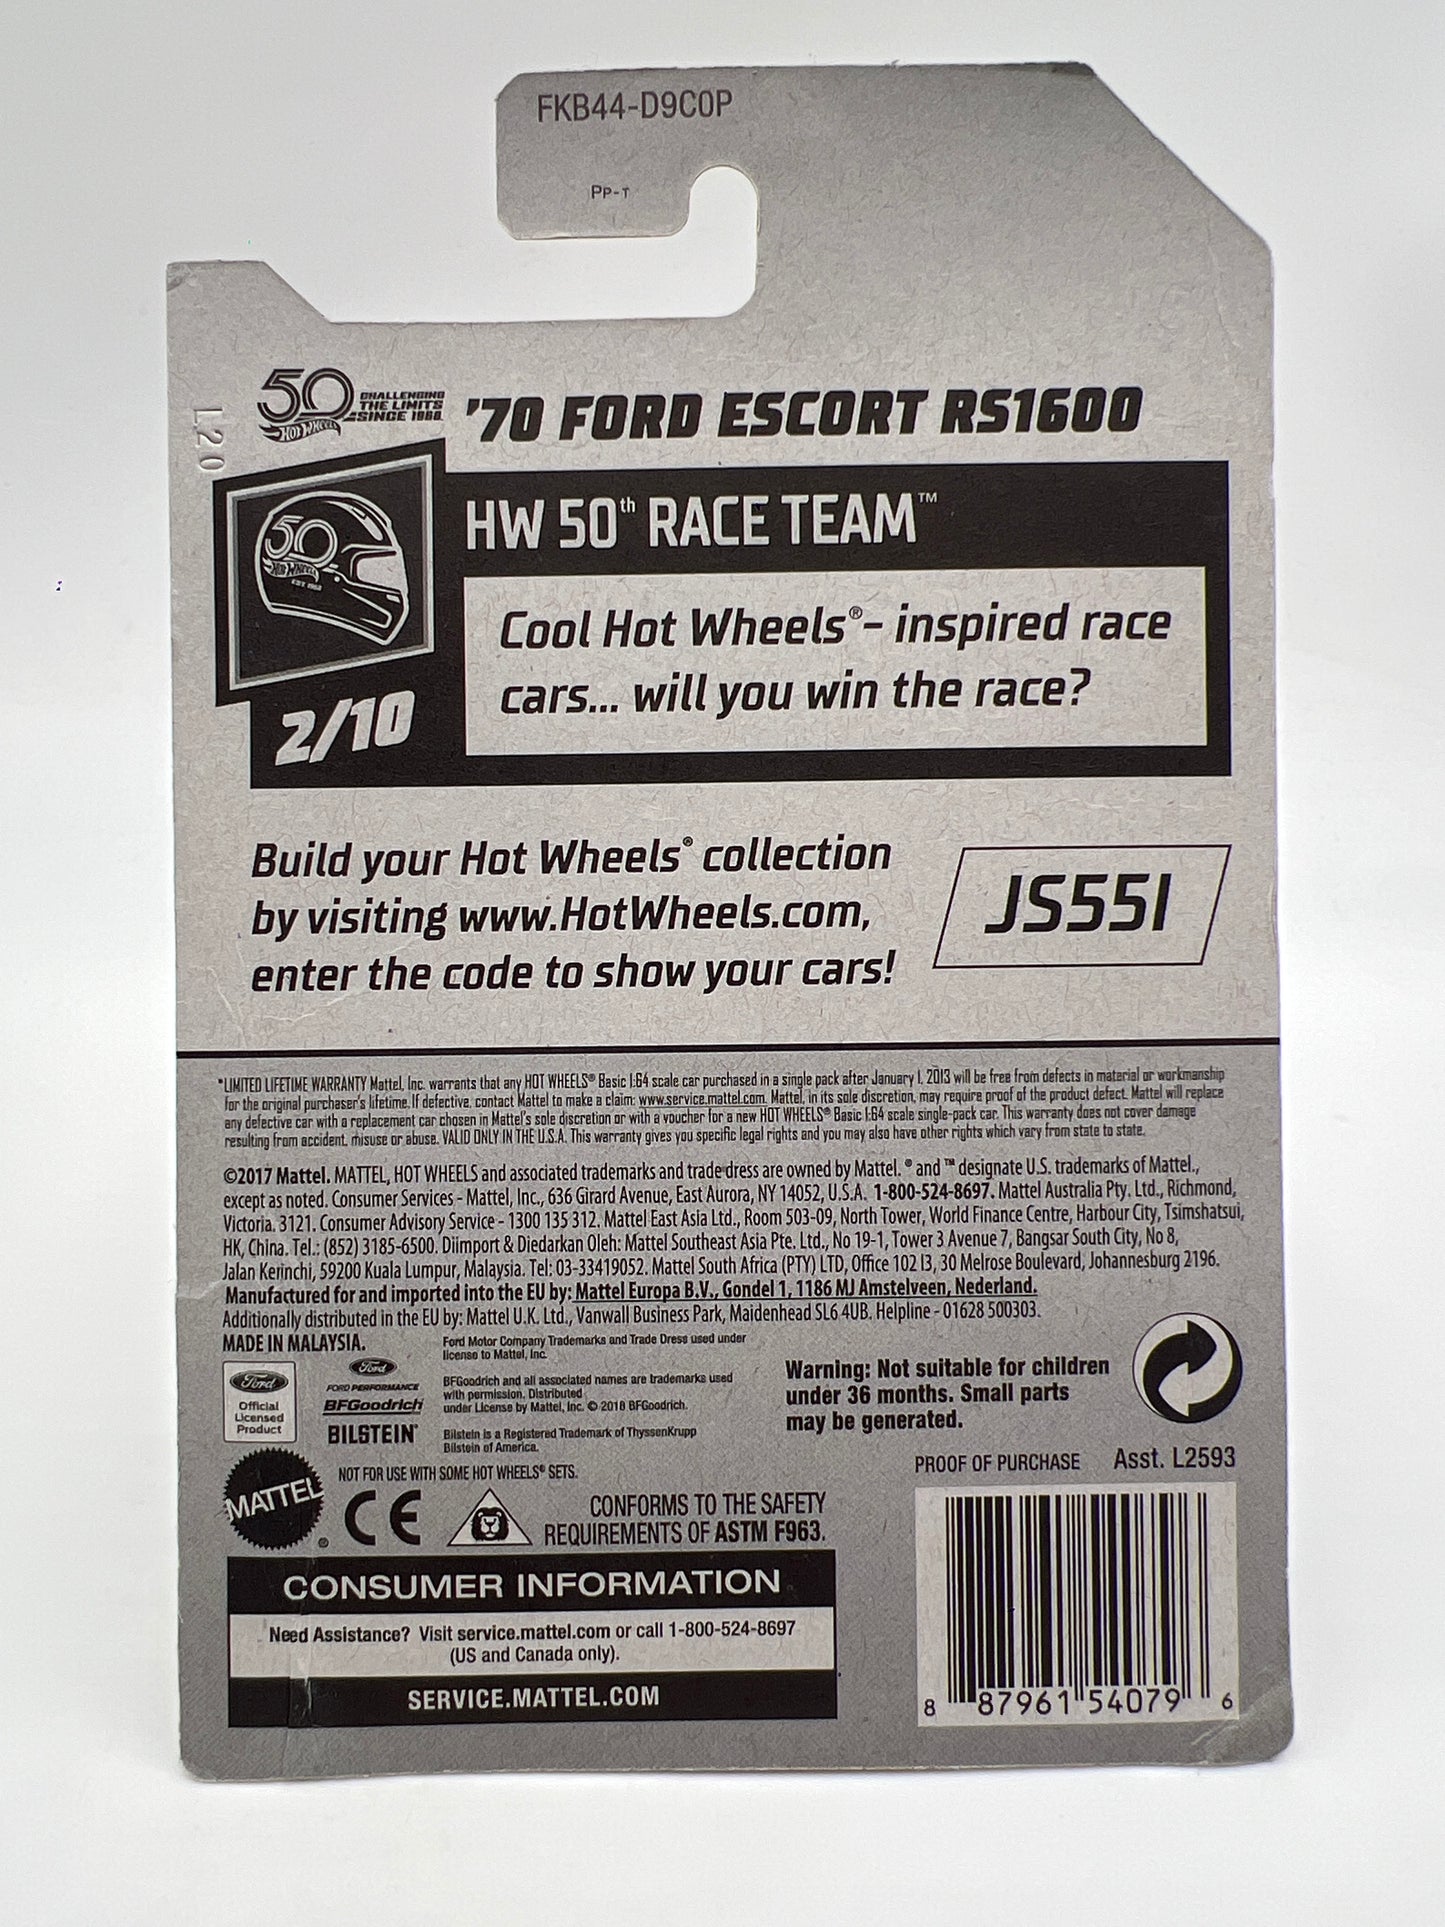 FKB44-D9C0P
PP-T
L20
50 CHALLENGING
THE LIMITS
SINCE 1968
HOT WHEELS
'70 FORD ESCORT RS1600
HW 50th RACE TEAM™
50
HOT WHEELS
EST. 1968
2/10
Cool Hot Wheels®- inspired race
cars... will you win the race?
Build your Hot Wheels® collection
by visiting www.HotWheels.com,
enter the code to show your cars!
JS55I
*LIMITED LIFETIME WARRANTY Mattel, Inc. warrants that any HOT WHEELS® Basic 1:64 scale car purchased in a single pack after January 1, 2013 will be free from defects in material or workmanship
for the original purchaser's lifetime. If defective, contact Mattel to make a claim: www.service.mattel.com. Mattel, in its sole discretion, may require proof of the product defect. Mattel will replace
any defective car with a replacement car chosen in Mattel's sole discretion or with a voucher for a new HOT WHEELS® Basic 1:64 scale single-pack car. This warranty does not cover damage
resulting from accident, misuse or abuse. VALID ONLY IN THE U.S.A. This warranty gives you specific legal rights and you may also have other rights which vary from state to state.
©2017 Mattel. MATTEL, HOT WHEELS and associated trademarks and trade dress are owned by Mattel. ® and ™ designate U.S. trademarks of Mattel.,
except as noted. Consumer Services - Mattel, Inc., 636 Girard Avenue, East Aurora, NY 14052, U.S.A. 1-800-524-8697. Mattel Australia Pty. Ltd., Richmond,
Victoria. 3121. Consumer Advisory Service - 1300 135 312. Mattel East Asia Ltd., Room 503-09, North Tower, World Finance Centre, Harbour City, Tsimshatsui,
HK, China. Tel.: (852) 3185-6500. Diimport & Diedarkan Oleh: Mattel Southeast Asia Pte. Ltd., No 19-1, Tower 3 Avenue 7, Bangsar South City, No 8,
Jalan Kerinchi, 59200 Kuala Lumpur, Malaysia. Tel: 03-33419052. Mattel South Africa (PTY) LTD, Office 102 I3, 30 Melrose Boulevard, Johannesburg 2196.
Manufactured for and imported into the EU by: Mattel Europa B.V., Gondel 1, 1186 MJ Amstelveen, Nederland.
Additionally distributed in the EU by: Mattel U.K. Ltd., Vanwall Business Park, Maidenhead SL6 4UB. Helpline - 01628 500303.
MADE IN MALAYSIA.
Ford
Official
Licensed
Product
Ford
FORD PERFORMANCE
BFGoodrich
BILSTEIN®
Ford Motor Company Trademarks and Trade Dress used under
license to Mattel, Inc.
BFGoodrich and all associated names are trademarks used
with permission. Distributed
under License by Mattel, Inc. © 2018 BFGoodrich.
Bilstein is a Registered Trademark of ThyssenKrupp
Bilstein of America.
Warning: Not suitable for children
under 36 months. Small parts
may be generated.
NOT FOR USE WITH SOME HOT WHEELS® SETS.
MATTEL®
CE
CONFORMS TO THE SAFETY
REQUIREMENTS OF ASTM F963.
PROOF OF PURCHASE Asst. L2593
CONSUMER INFORMATION
Need Assistance? Visit service.mattel.com or call 1-800-524-8697
(US and Canada only).
SERVICE.MATTEL.COM
8 87961 54079 6